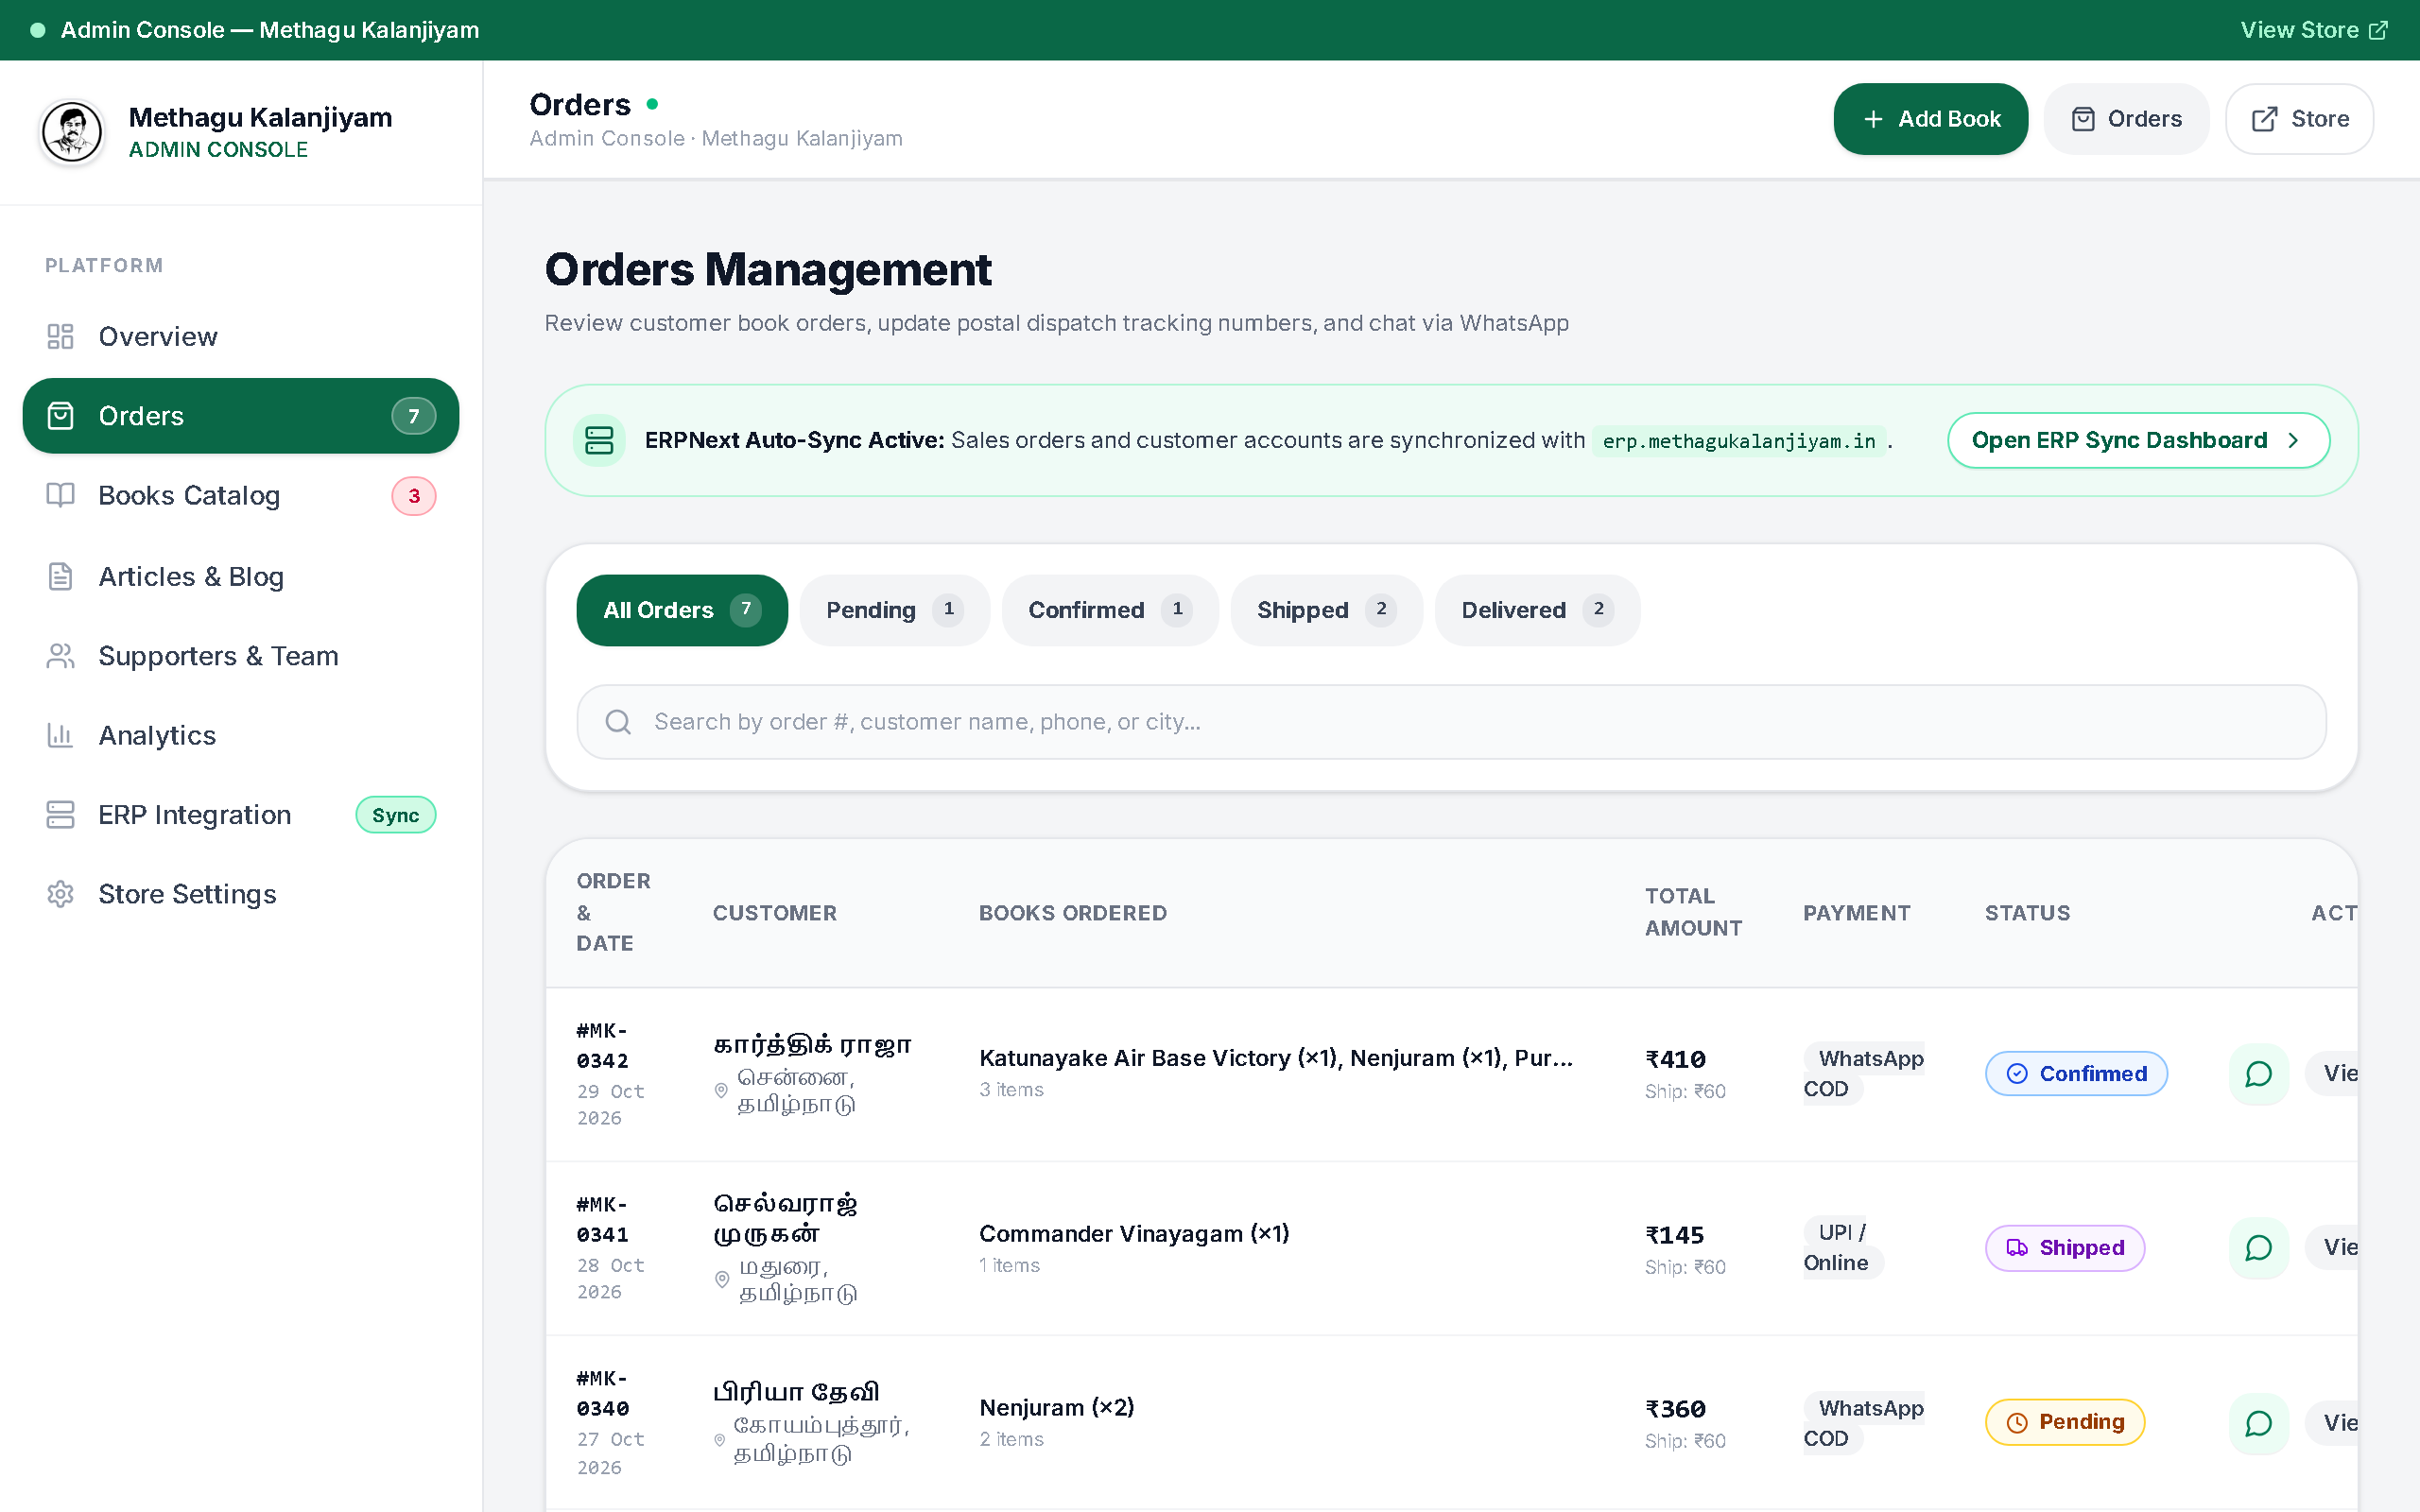 Admin Console — Methagu Kalanjiyam
View Store
Methagu Kalanjiyam
ADMIN CONSOLE
Orders
Admin Console · Methagu Kalanjiyam
Add Book
Orders
Store
PLATFORM
Overview
Orders 7
Books Catalog 3
Articles & Blog
Supporters & Team
Analytics
ERP Integration Sync
Store Settings
Orders Management
Review customer book orders, update postal dispatch tracking numbers, and chat via WhatsApp
ERPNext Auto-Sync Active: Sales orders and customer accounts are synchronized with erp.methagukalanjiyam.in .
Open ERP Sync Dashboard
All Orders 7
Pending 1
Confirmed 1
Shipped 2
Delivered 2
Search by order #, customer name, phone, or city...
ORDER
&
DATE
CUSTOMER
BOOKS ORDERED
TOTAL
AMOUNT
PAYMENT
STATUS
ACT
#MK-
0342
29 Oct
2026
கார்த்திக் ராஜா
சென்னை,
தமிழ்நாடு
Katunayake Air Base Victory (×1), Nenjuram (×1), Pur...
3 items
₹410
Ship: ₹60
WhatsApp
COD
Confirmed
Vie
#MK-
0341
28 Oct
2026
செல்வராஜ்
முருகன்
மதுரை,
தமிழ்நாடு
Commander Vinayagam (×1)
1 items
₹145
Ship: ₹60
UPI /
Online
Shipped
Vie
#MK-
0340
27 Oct
2026
பிரியா தேவி
கோயம்புத்தூர்,
தமிழ்நாடு
Nenjuram (×2)
2 items
₹360
Ship: ₹60
WhatsApp
COD
Pending
Vie